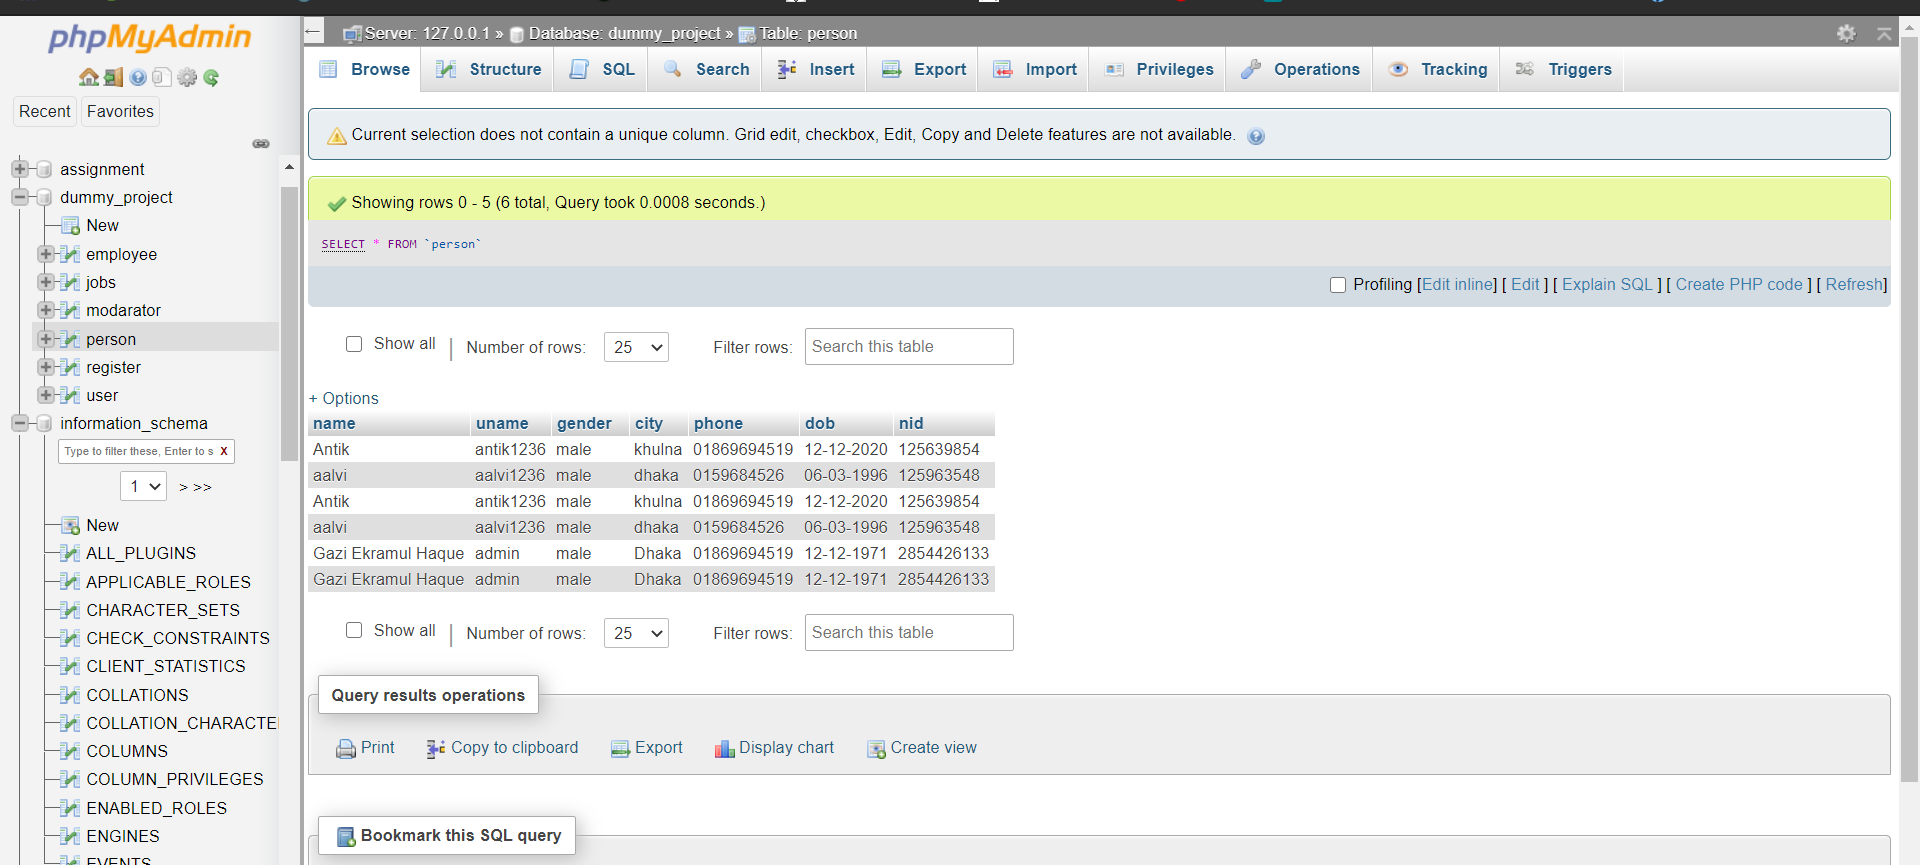 phpMyAdmin
Recent Favorites
assignment
dummy_project
New
employee
jobs
modarator
person
register
user
information_schema
Type to filter these, Enter to s X
1 > >>
New
ALL_PLUGINS
APPLICABLE_ROLES
CHARACTER_SETS
CHECK_CONSTRAINTS
CLIENT_STATISTICS
COLLATIONS
COLLATION_CHARACTE
COLUMNS
COLUMN_PRIVILEGES
ENABLED_ROLES
ENGINES
EVENTS
Server: 127.0.0.1 » Database: dummy_project » Table: person
Browse Structure SQL Search Insert Export Import Privileges Operations Tracking Triggers
Current selection does not contain a unique column. Grid edit, checkbox, Edit, Copy and Delete features are not available.
Showing rows 0 - 5 (6 total, Query took 0.0008 seconds.)
SELECT * FROM `person`
Profiling [Edit inline] [ Edit ] [ Explain SQL ] [ Create PHP code ] [ Refresh]
Show all | Number of rows: 25 Filter rows: Search this table
+ Options
name uname gender city phone dob nid
Antik antik1236 male khulna 01869694519 12-12-2020 125639854
aalvi aalvi1236 male dhaka 0159684526 06-03-1996 125963548
Antik antik1236 male khulna 01869694519 12-12-2020 125639854
aalvi aalvi1236 male dhaka 0159684526 06-03-1996 125963548
Gazi Ekramul Haque admin male Dhaka 01869694519 12-12-1971 2854426133
Gazi Ekramul Haque admin male Dhaka 01869694519 12-12-1971 2854426133
Show all | Number of rows: 25 Filter rows: Search this table
Query results operations
Print Copy to clipboard Export Display chart Create view
Bookmark this SQL query